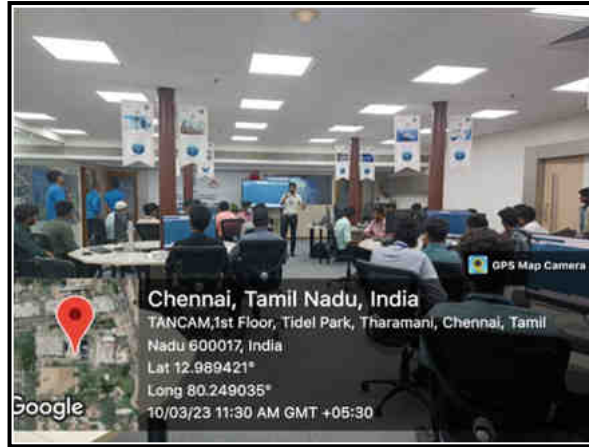 GPS Map Camera
Chennai, Tamil Nadu, India
TANCAM,1st Floor, Tidel Park, Tharamani, Chennai, Tamil
Nadu 600017, India
Lat 12.989421°
Long 80.249035°
10/03/23 11:30 AM GMT +05:30
Google